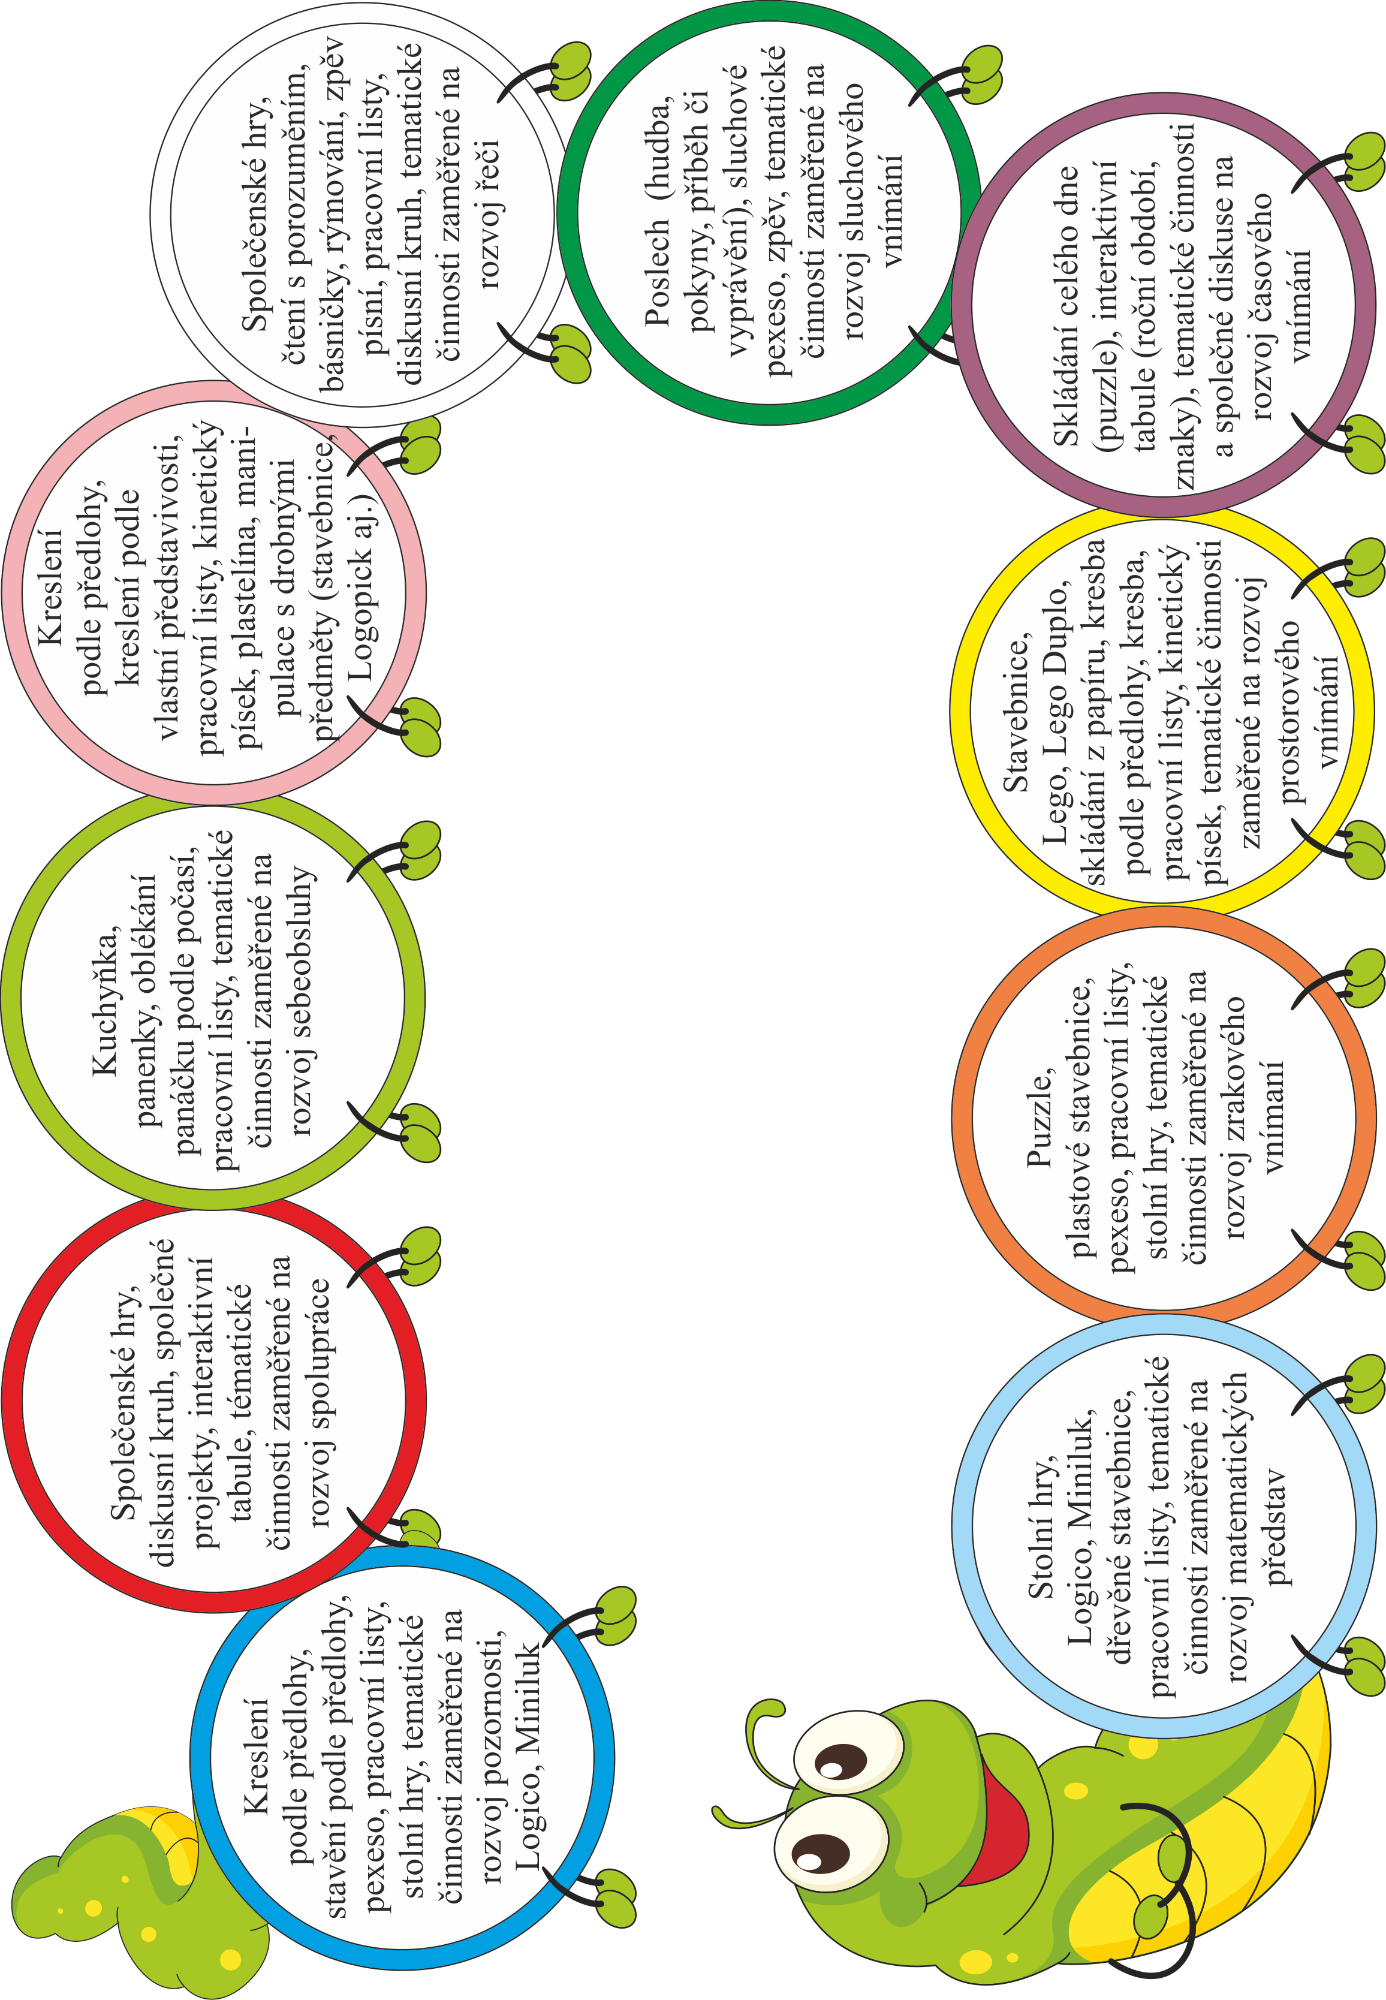 Kreslení
podle předlohy,
stavění podle předlohy,
pexeso, pracovní listy,
stolní hry, tematické
činnosti zaměřené na
rozvoj pozornosti,
Logico, Miniluk
Společenské hry,
diskusní kruh, společné
projekty, interaktivní
tabule, tématické
činnosti zaměřené na
rozvoj spolupráce
Kuchyňka,
panenky, oblékání
panáčku podle počasí,
pracovní listy, tematické
činnosti zaměřené na
rozvoj sebeobsluhy
Kreslení
podle předlohy,
kreslení podle
vlastní představivosti,
pracovní listy, kinetický
písek, plastelína, mani-
pulace s drobnými
předměty (stavebnice,
Logopick aj.)
Společenské hry,
čtení s porozuměním,
básničky, rýmování, zpěv
písní, pracovní listy,
diskusní kruh, tematické
činnosti zaměřené na
rozvoj řeči
Poslech (hudba,
pokyny, příběh či
vyprávění), sluchové
pexeso, zpěv, tematické
činnosti zaměřené na
rozvoj sluchového
vnímání
Skládání celého dne
(puzzle), interaktivní
tabule (roční období,
znaky), tematické činnosti
a společné diskuse na
rozvoj časového
vnímání
Stavebnice,
Lego, Lego Duplo,
skládání z papíru, kresba
podle předlohy, kresba,
pracovní listy, kinetický
písek, tematické činnosti
zaměřené na rozvoj
prostorového
vnímání
Puzzle,
plastové stavebnice,
pexeso, pracovní listy,
stolní hry, tematické
činnosti zaměřené na
rozvoj zrakového
vnímaní
Stolní hry,
Logico, Miniluk,
dřevěné stavebnice,
pracovní listy, tematické
činnosti zaměřené na
rozvoj matematických
představ